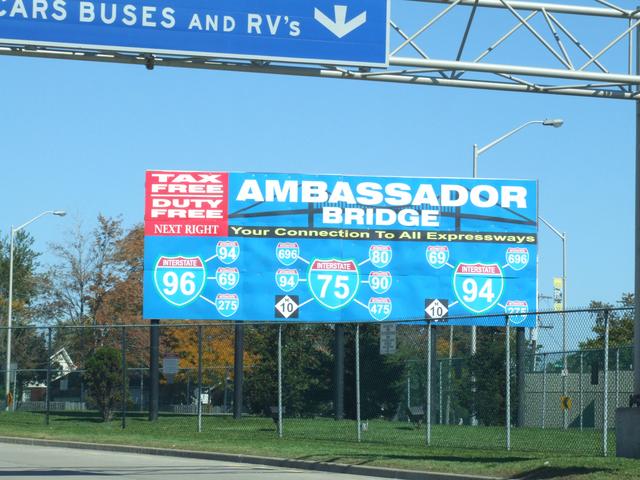 CARS BUSES AND RV's
TAX FREE
DUTY FREE
NEXT RIGHT
AMBASSADOR
BRIDGE
Your Connection To All Expressways
INTERSTATE 96
94
69
275
696
94
M 10
INTERSTATE 75
80
90
475
69
M 10
INTERSTATE 94
696
275